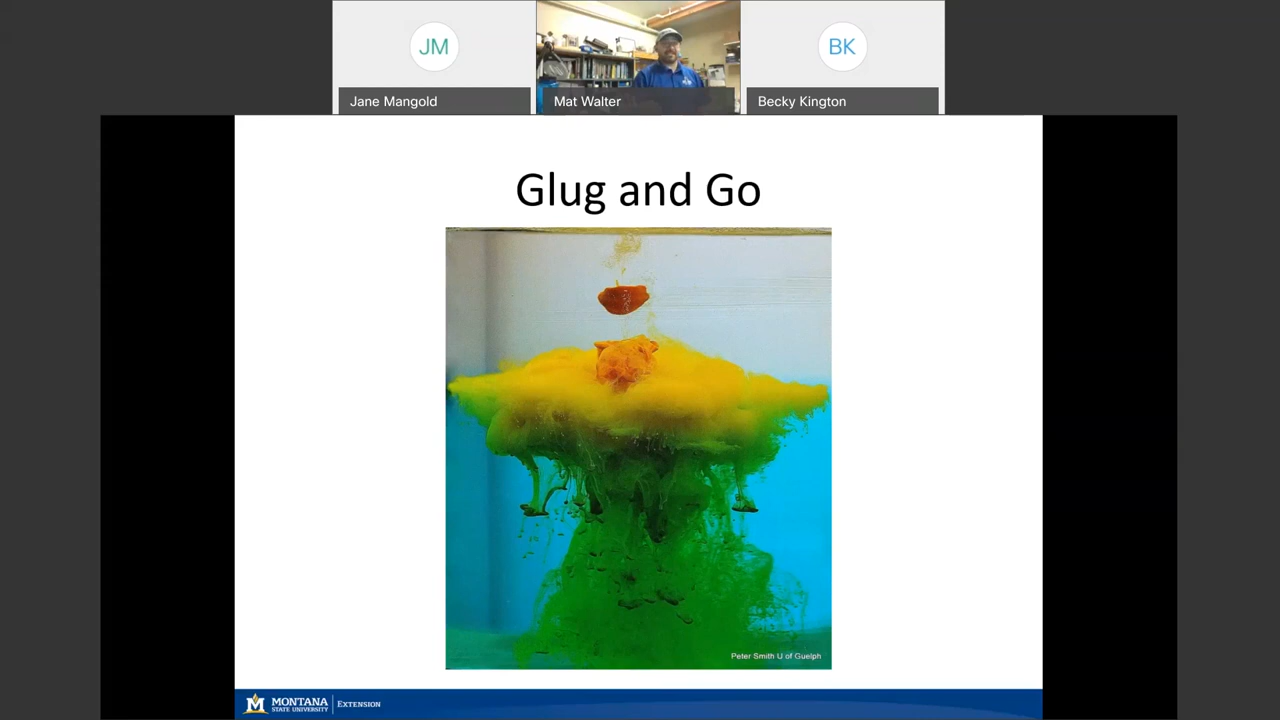 JM
BK
Jane Mangold
Mat Walter
Becky Kington
Glug and Go
Peter Smith U of Guelph
M MONTANA
STATE UNIVERSITY
EXTENSION